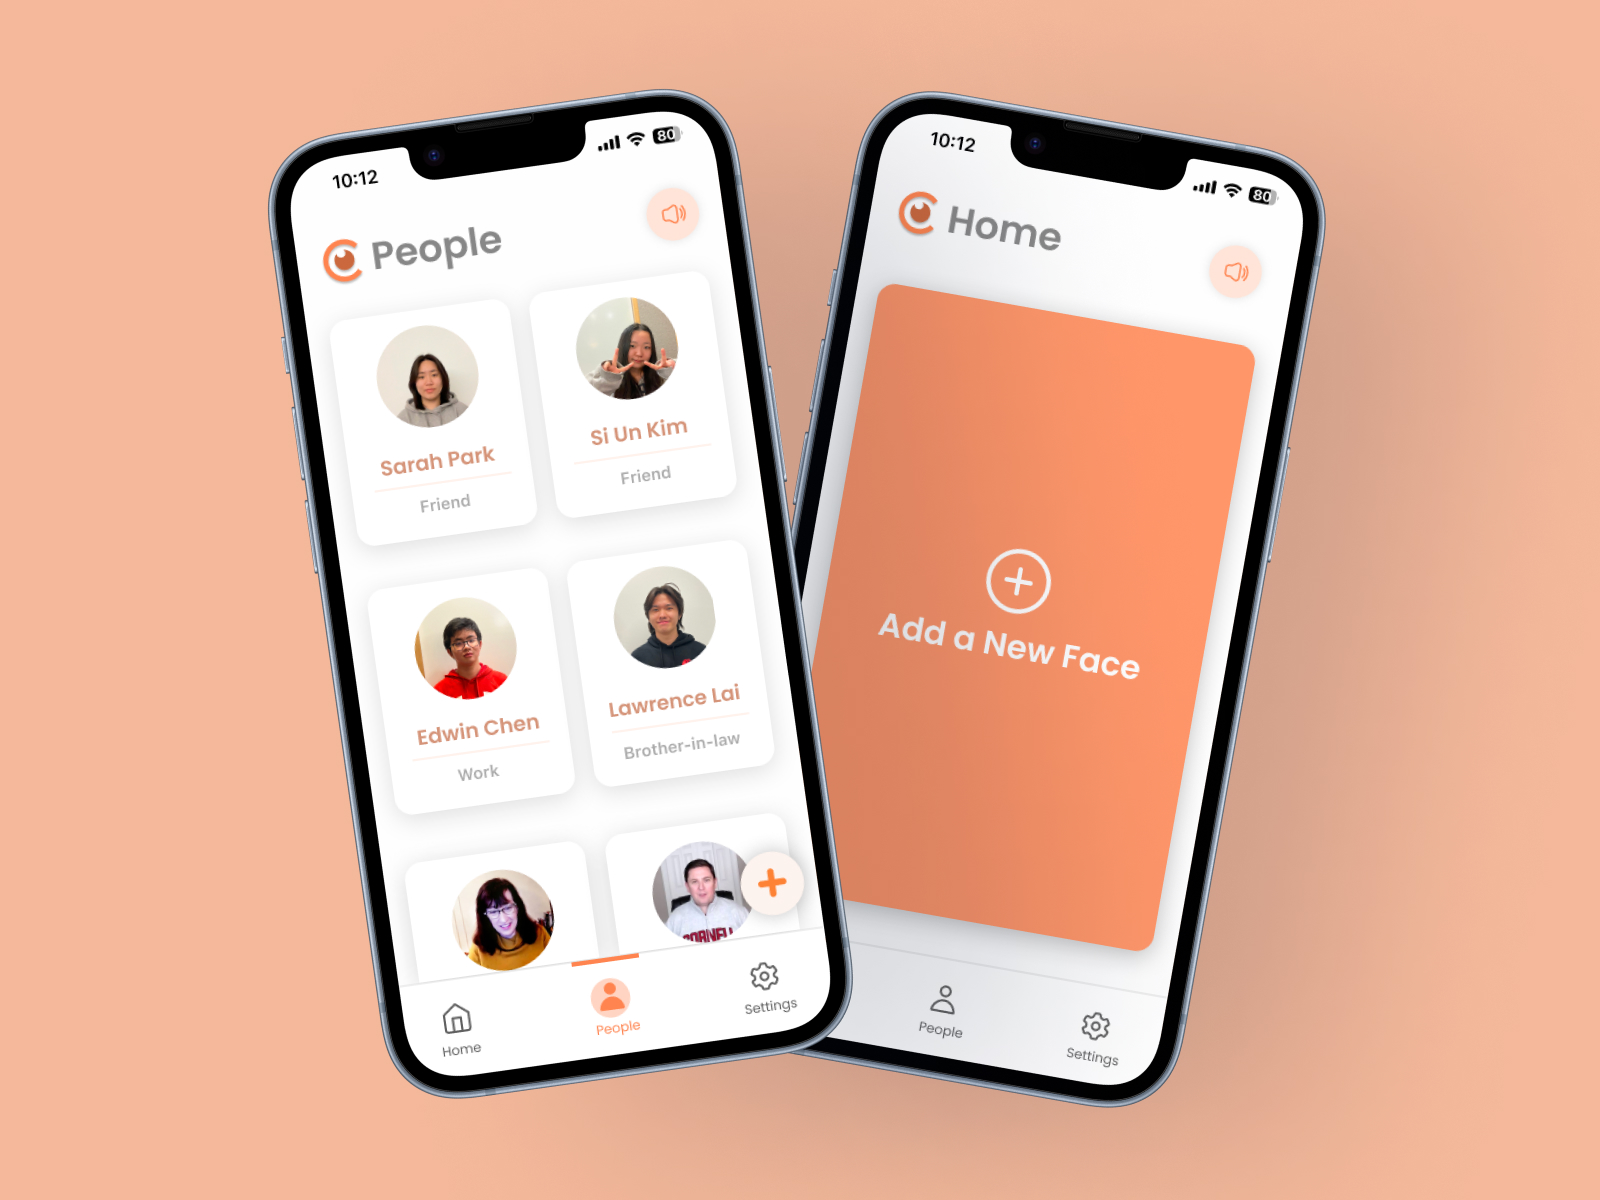 10:12
80
People
Sarah Park
Friend
Si Un Kim
Friend
Edwin Chen
Work
Lawrence Lai
Brother-in-law
CORNELL
Home
People
Settings
10:12
80
Home
Add a New Face
People
Settings